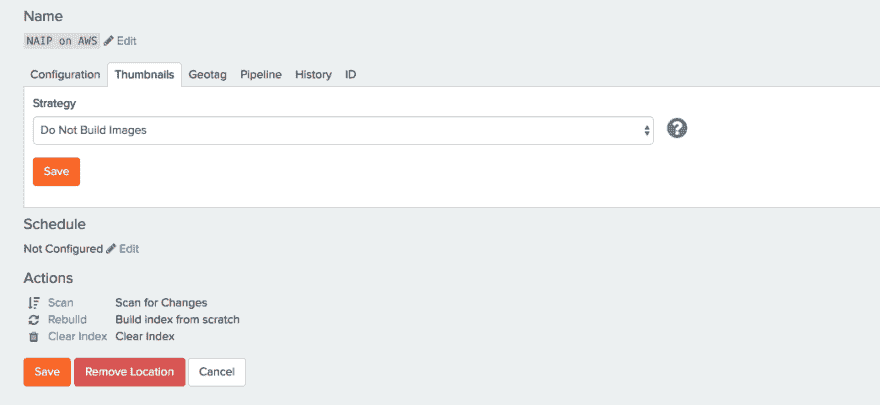 Name
NAIP on AWS Edit
Configuration Thumbnails Geotag Pipeline History ID
Strategy
Do Not Build Images ?
Save
Schedule
Not Configured Edit
Actions
Scan Scan for Changes
Rebuild Build index from scratch
Clear Index Clear Index
Save Remove Location Cancel